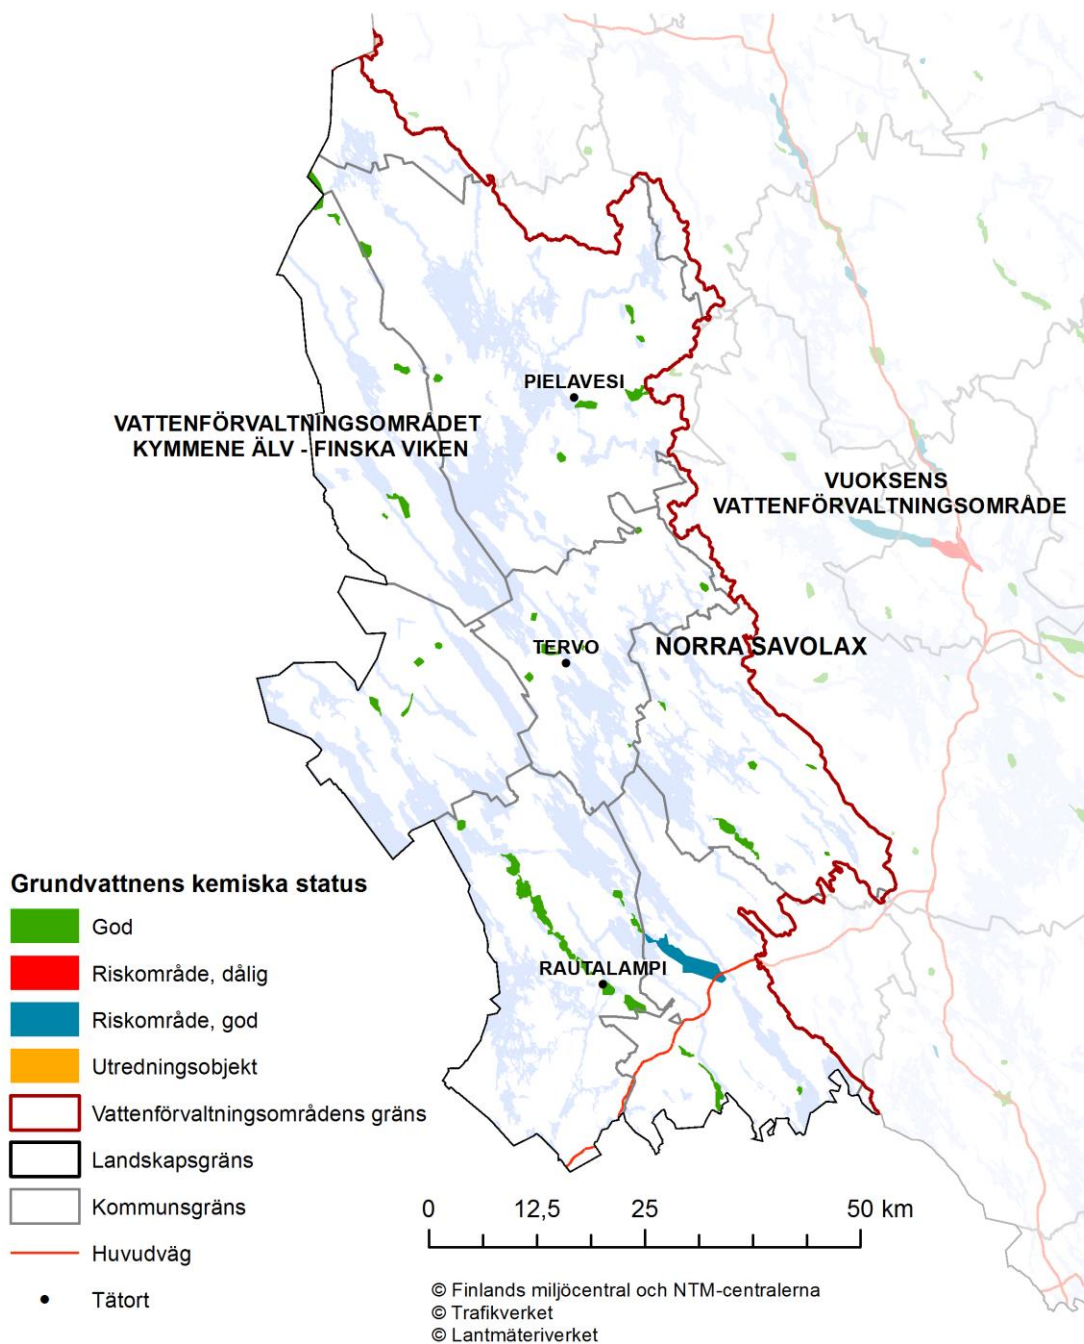 PIELAVESI
VATTENFÖRVALTNINGSOMRÅDET
KYMMENE ÄLV - FINSKA VIKEN
VUOKSENS
VATTENFÖRVALTNINGSOMRÅDE
TERVO
NORRA SAVOLAX
RAUTALAMPI
Grundvattnens kemiska status
God
Riskområde, dålig
Riskområde, god
Utredningsobjekt
Vattenförvaltningsområdens gräns
Landskapsgräns
Kommunsgräns
Huvudväg
Tätort
0 12,5 25 50 km
© Finlands miljöcentral och NTM-centralerna
© Trafikverket
© Lantmäteriverket